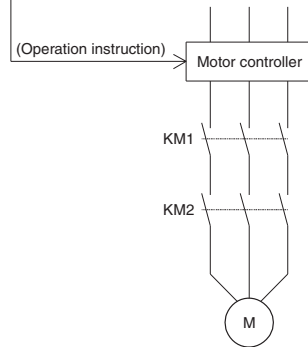 (Operation instruction)
Motor controller
KM1
KM2
M